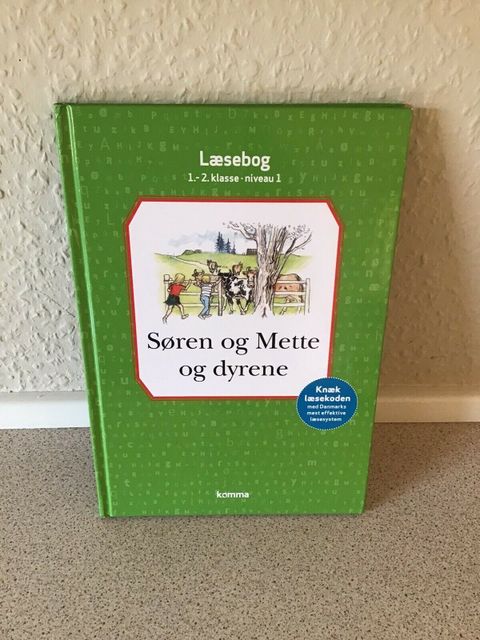 Læsebog
1.- 2. klasse · niveau 1
Søren og Mette
og dyrene
Knæk
læsekoden
med Danmarks
mest effektive
læsesystem
komma